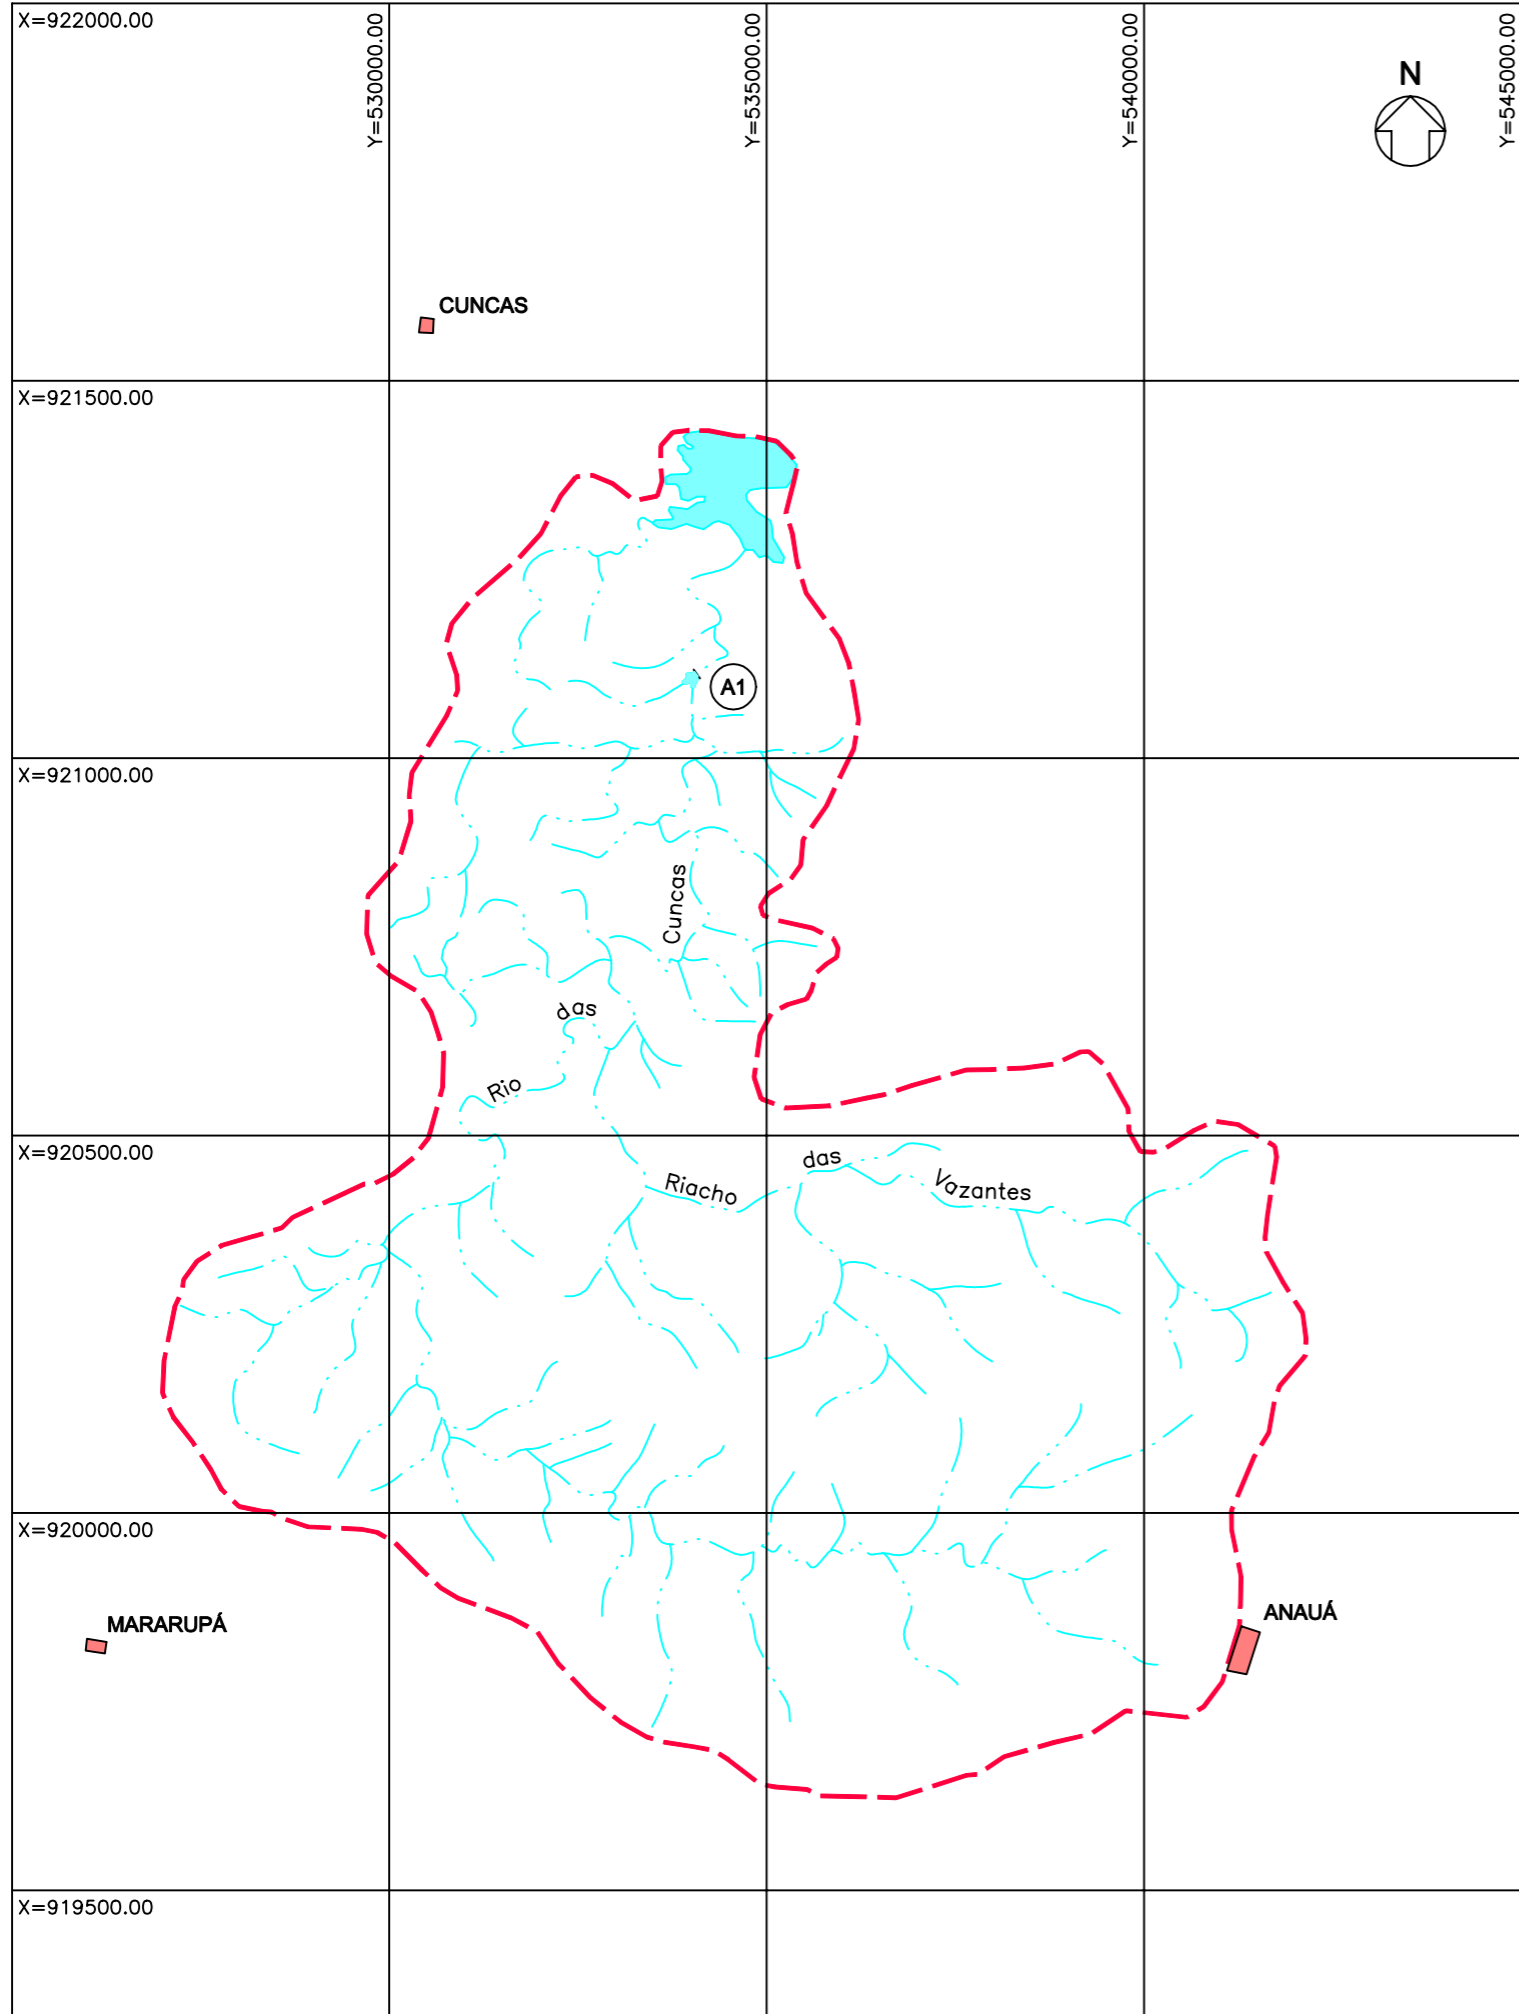 X=922000.00
Y=530000.00
Y=535000.00
Y=540000.00
Y=545000.00
N
CUNCAS
X=921500.00
A1
X=921000.00
Cuncas
das
Rio
X=920500.00
Riacho
das
Vazantes
X=920000.00
MARARUPÁ
ANAUÁ
X=919500.00